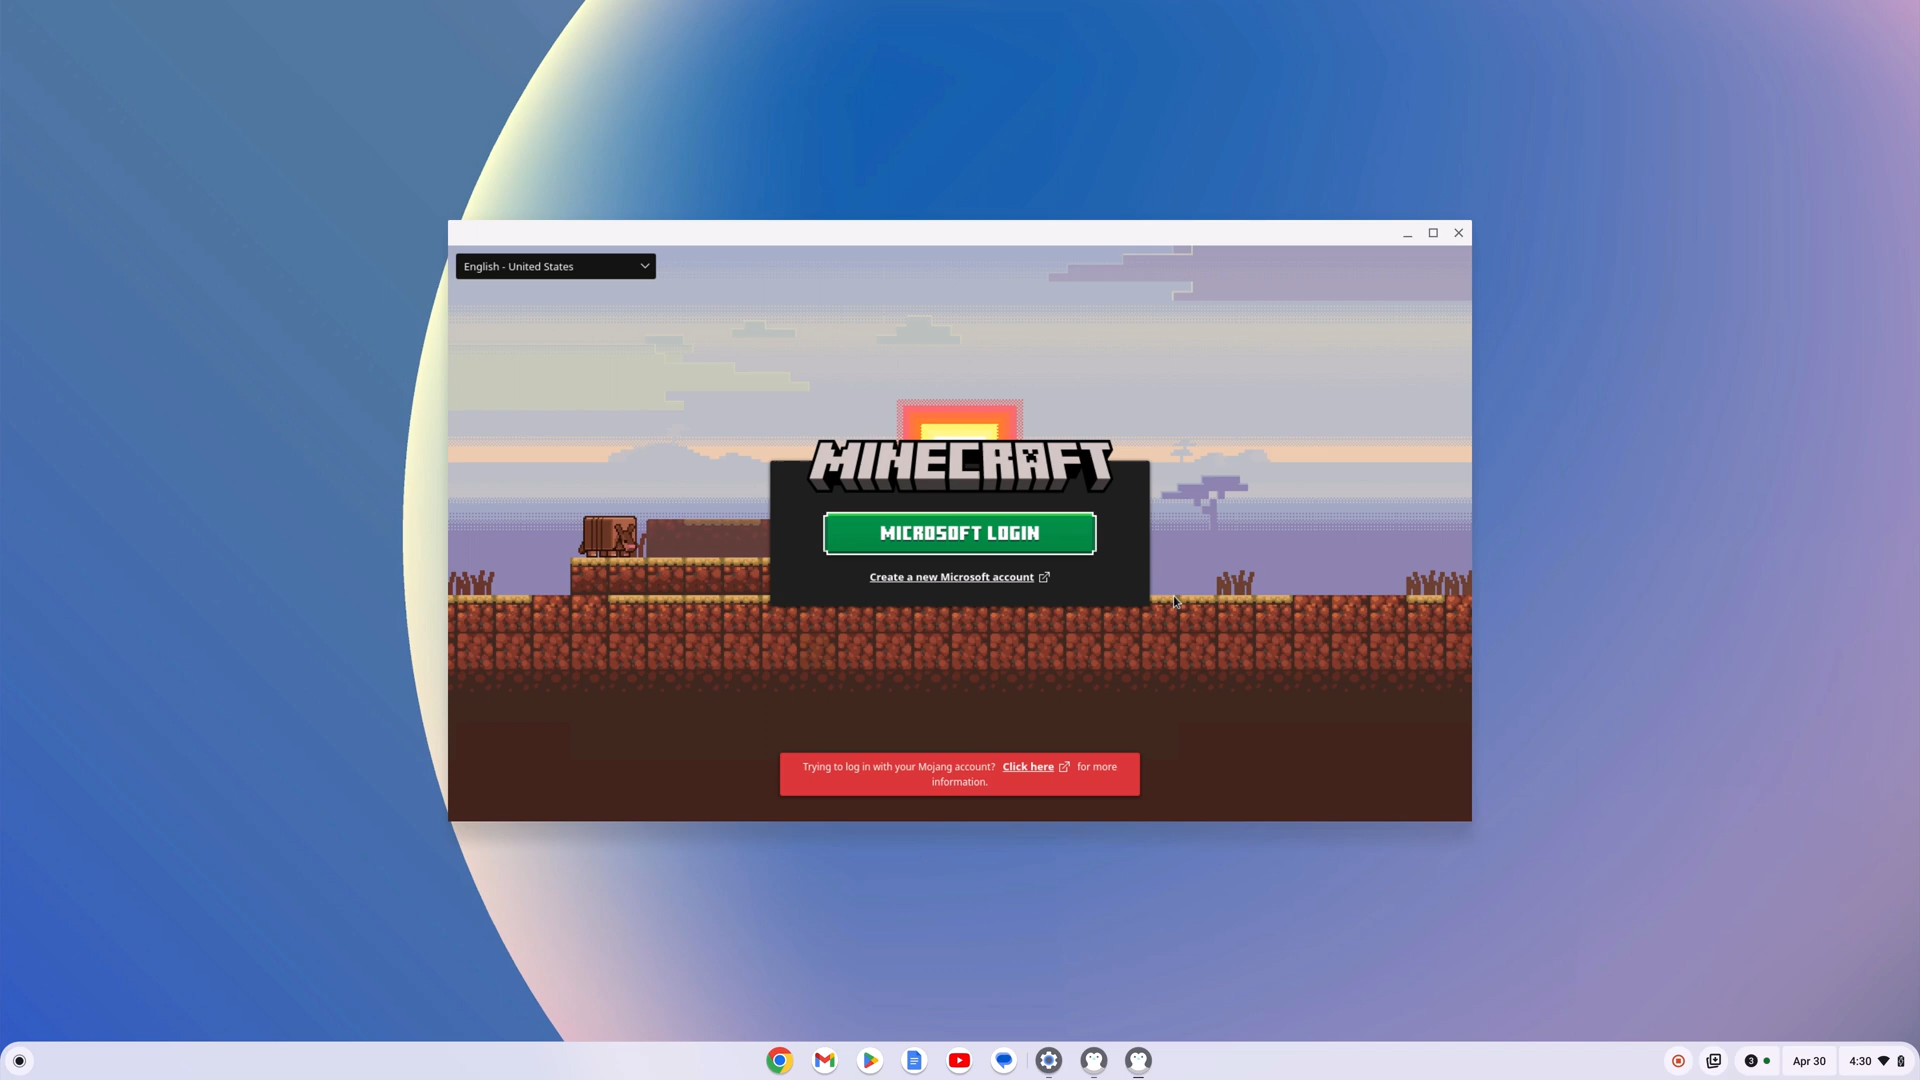 English - United States
MINECRAFT
MICROSOFT LOGIN
Create a new Microsoft account
Trying to log in with your Mojang account? Click here for more
information.
3
Apr 30
4:30